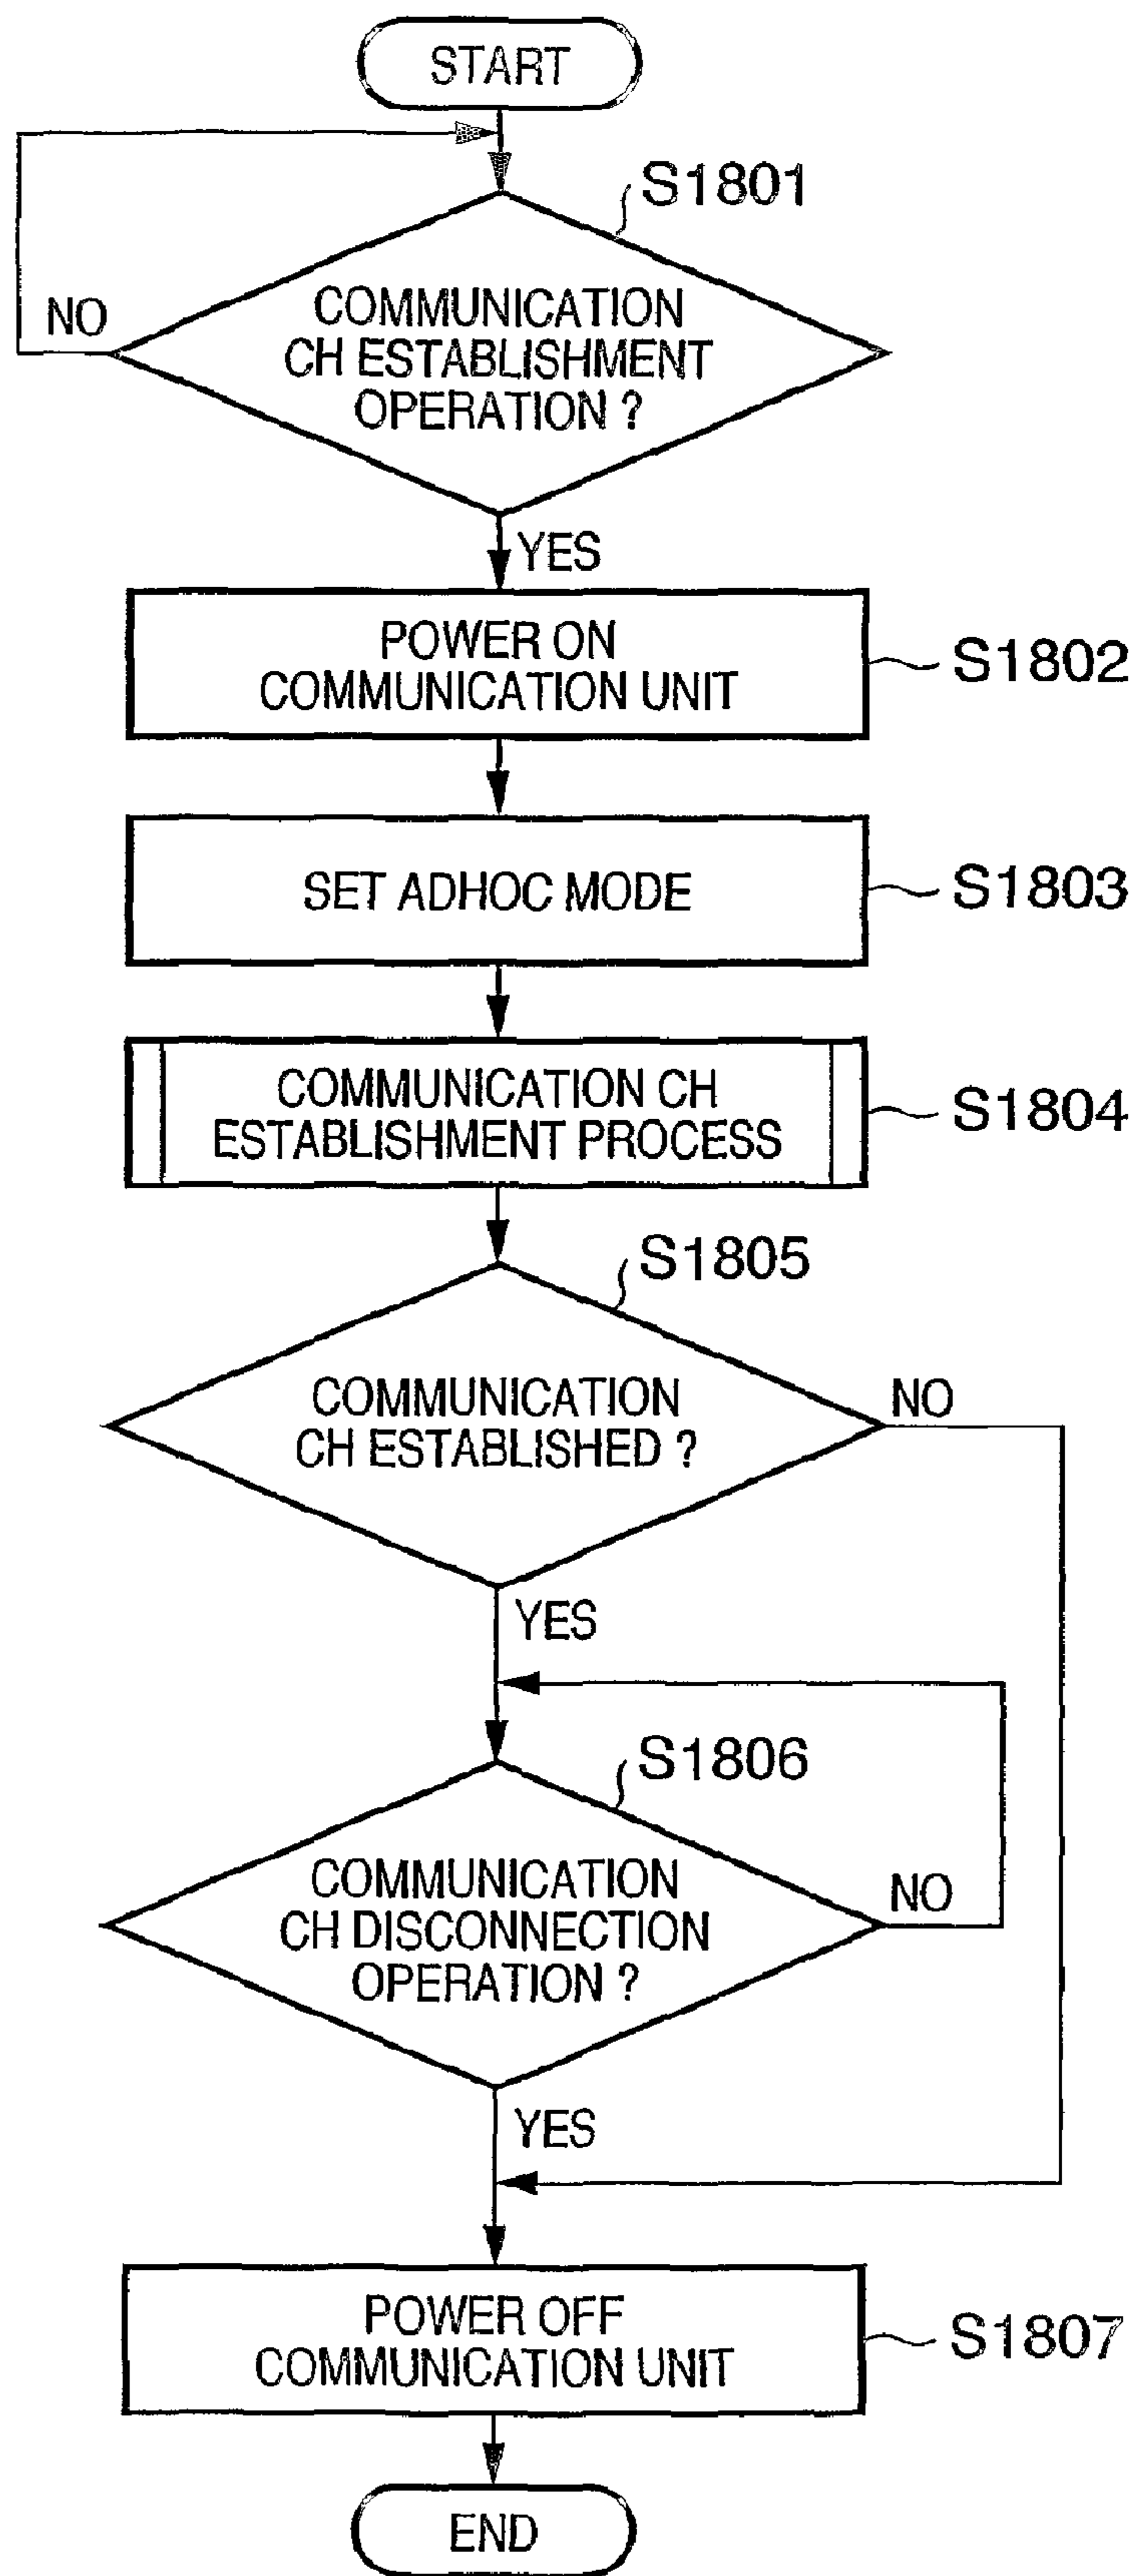 START
S1801
NO
COMMUNICATION
CH ESTABLISHMENT
OPERATION ?
YES
POWER ON
COMMUNICATION UNIT
S1802
SET ADHOC MODE
S1803
COMMUNICATION CH
ESTABLISHMENT PROCESS
S1804
S1805
COMMUNICATION
CH ESTABLISHED ?
NO
YES
S1806
COMMUNICATION
CH DISCONNECTION
OPERATION ?
NO
YES
POWER OFF
COMMUNICATION UNIT
S1807
END